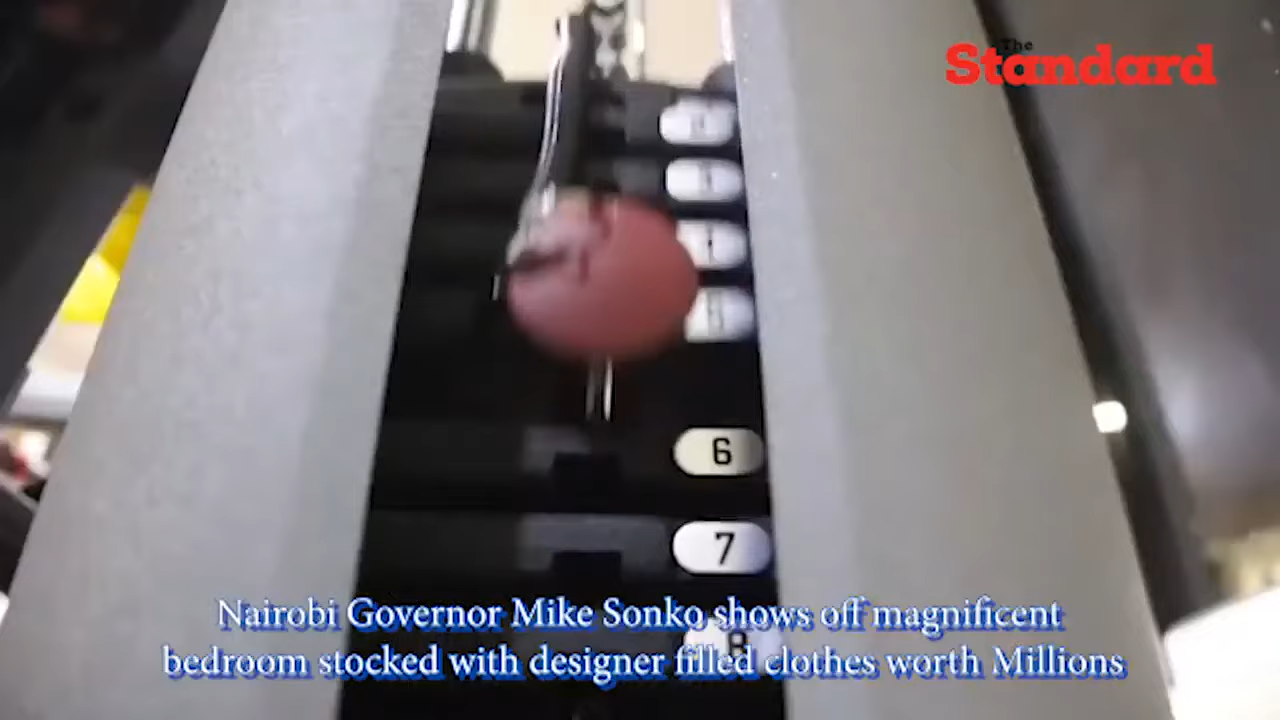 The
Standard
6
7
8
Nairobi Governor Mike Sonko shows off magnificent
bedroom stocked with designer filled clothes worth Millions